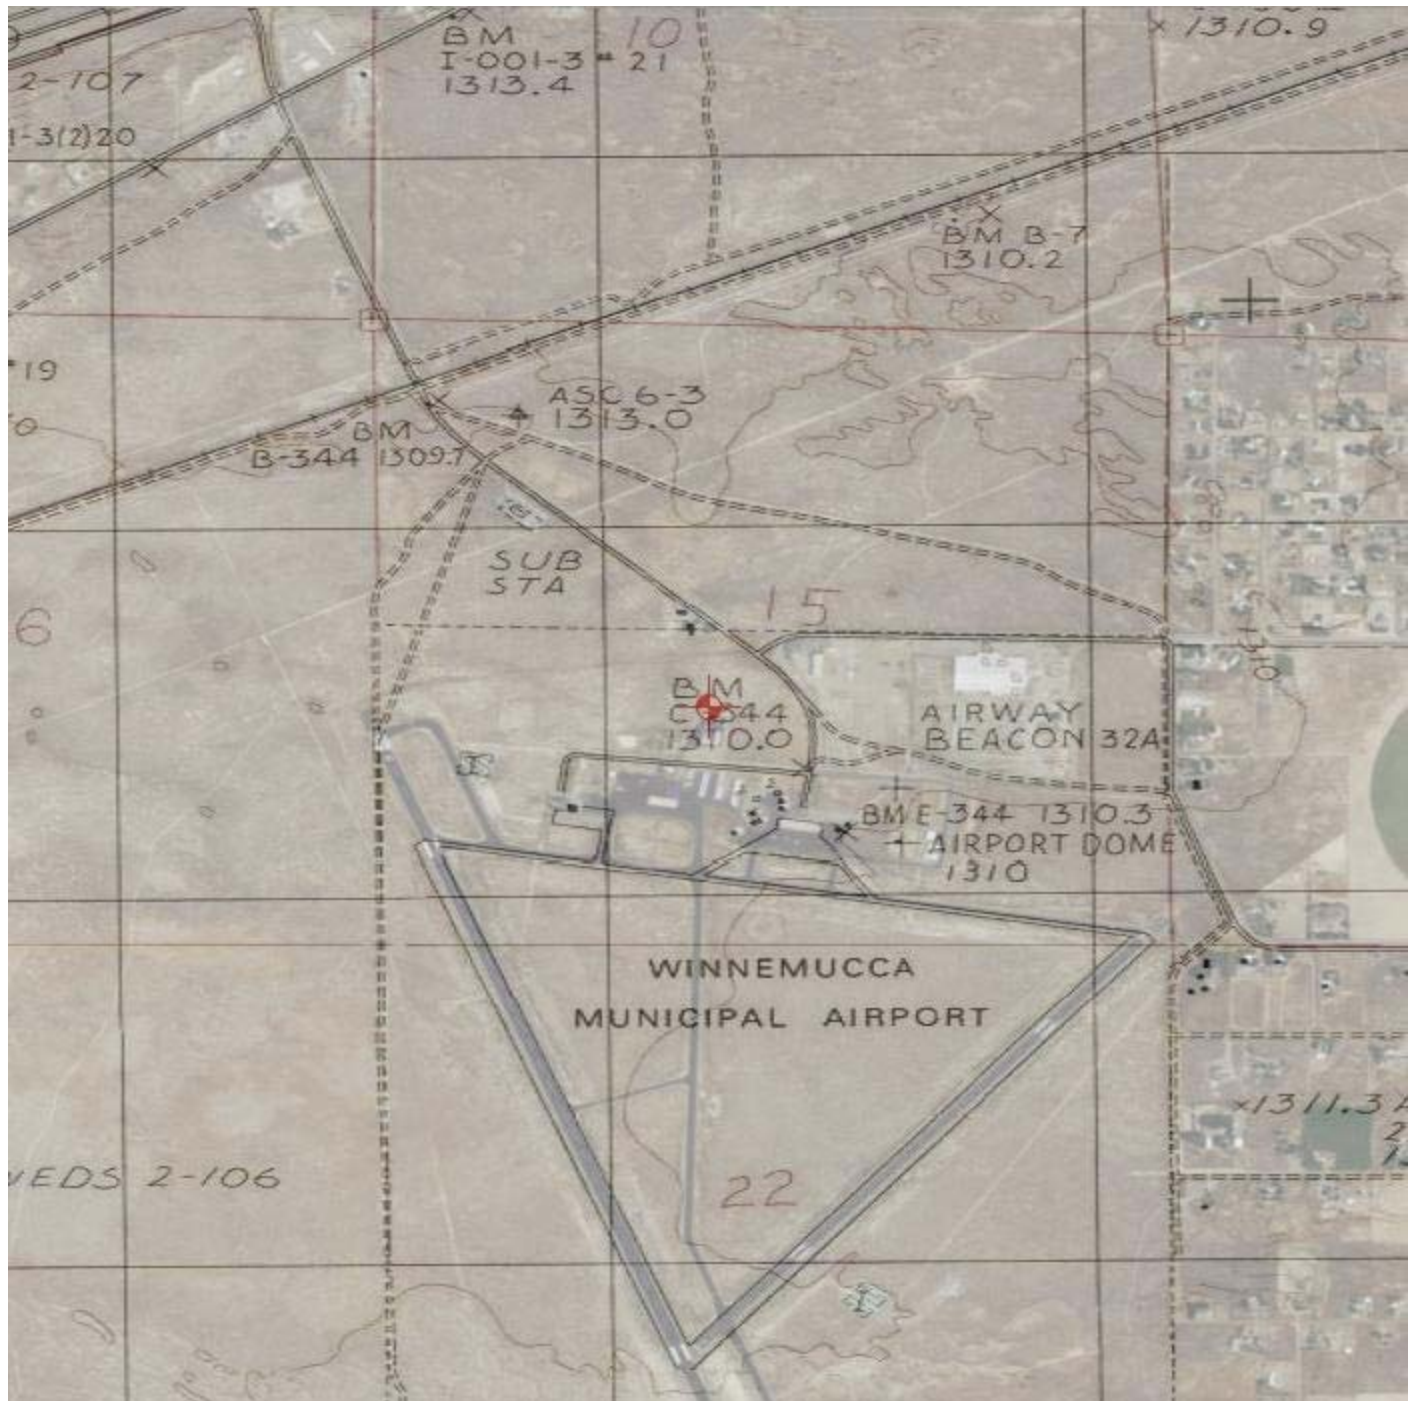 BM
I-001-3
21
1313.4
10
1310.9
2-107
1-3(2)20
BM B-7
1310.2
19
ASC 6-3
1313.0
BM
B-344 1309.7
SUB
STA
15
6
1310
BM
C-344
1310.0
AIRWAY
BEACON 32A
BM E-344 1310.3
AIRPORT DOME
1310
WINNEMUCCA
MUNICIPAL AIRPORT
1311.3
22
2-106